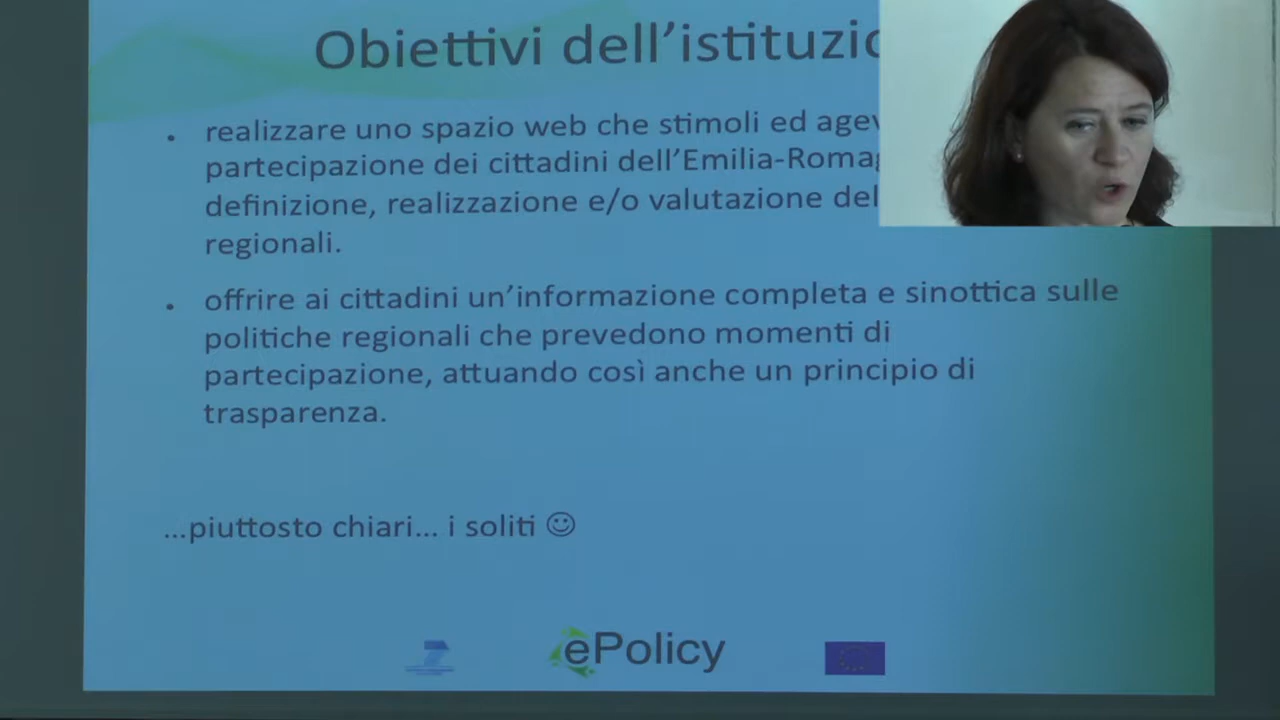 Obiettivi dell'istituzio
. realizzare uno spazio web che stimoli ed agev
partecipazione dei cittadini dell'Emilia-Romag
definizione, realizzazione e/o valutazione del
regionali.
. offrire ai cittadini un'informazione completa e sinottica sulle
politiche regionali che prevedono momenti di
partecipazione, attuando così anche un principio di
trasparenza.
...piuttosto chiari... i soliti ☺
ePolicy